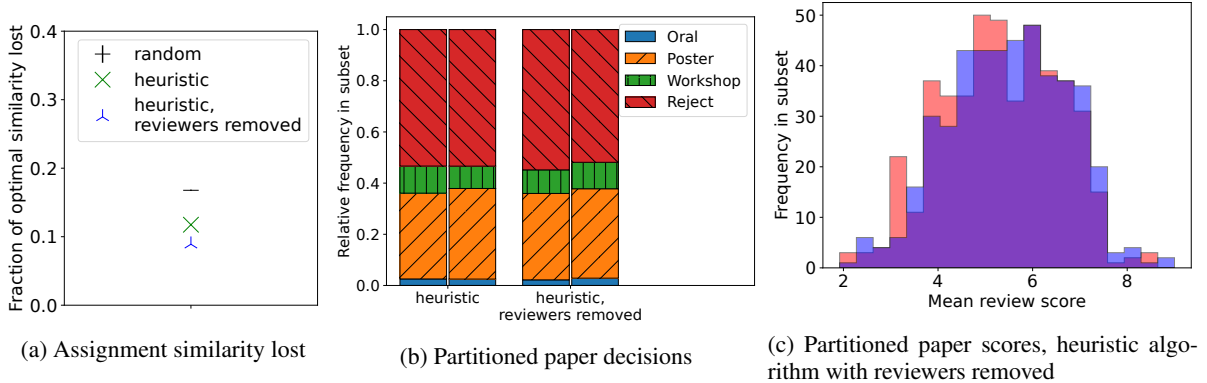 Fraction of optimal similarity lost
0.4
0.3
0.2
0.1
0.0
random
heuristic
heuristic,
reviewers removed
(a) Assignment similarity lost
Relative frequency in subset
1.0
0.8
0.6
0.4
0.2
0.0
Oral
Poster
Workshop
Reject
heuristic
heuristic,
reviewers removed
(b) Partitioned paper decisions
Frequency in subset
50
40
30
20
10
0
2 4 6 8
Mean review score
(c) Partitioned paper scores, heuristic algo-
rithm with reviewers removed